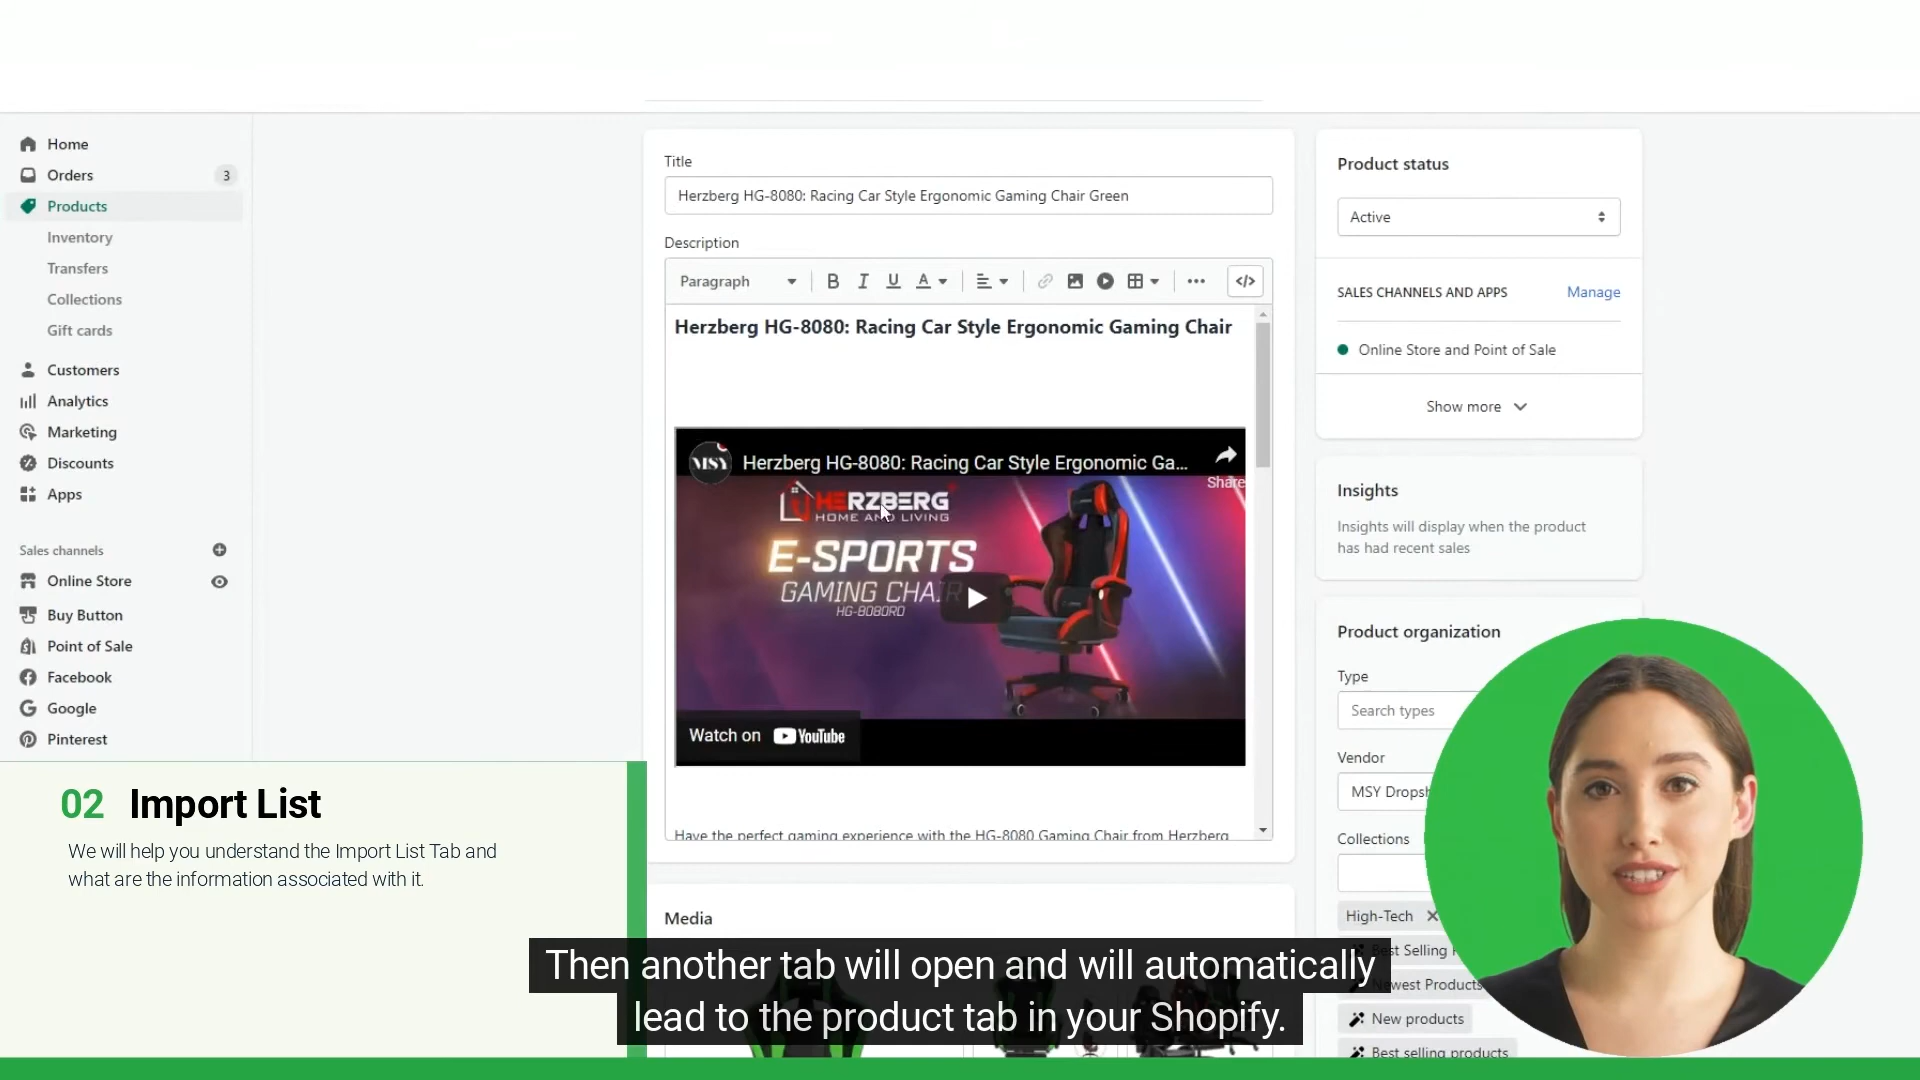 Home
Orders
3
Products
Inventory
Transfers
Collections
Gift cards
Customers
Analytics
Marketing
Discounts
Apps
Sales channels
Online Store
Buy Button
Point of Sale
Facebook
Google
Pinterest
Title
Herzberg HG-8080: Racing Car Style Ergonomic Gaming Chair Green
Description
Paragraph
B I U A
Herzberg HG-8080: Racing Car Style Ergonomic Gaming Chair
MSY
Herzberg HG-8080: Racing Car Style Ergonomic Ga...
Share
HERZBERG
HOME AND LIVING
E-SPORTS
GAMING CHAIR
HG-8080RD
Watch on YouTube
Have the perfect gaming experience with the HG-8080 Gaming Chair from Herzberg
Media
Product status
Active
SALES CHANNELS AND APPS
Manage
Online Store and Point of Sale
Show more
Insights
Insights will display when the product
has had recent sales
Product organization
Type
Search types
Vendor
MSY Dropsh
Collections
High-Tech
Best Selling
Newest Products
New products
Best selling products
02 Import List
We will help you understand the Import List Tab and
what are the information associated with it.
Then another tab will open and will automatically
lead to the product tab in your Shopify.